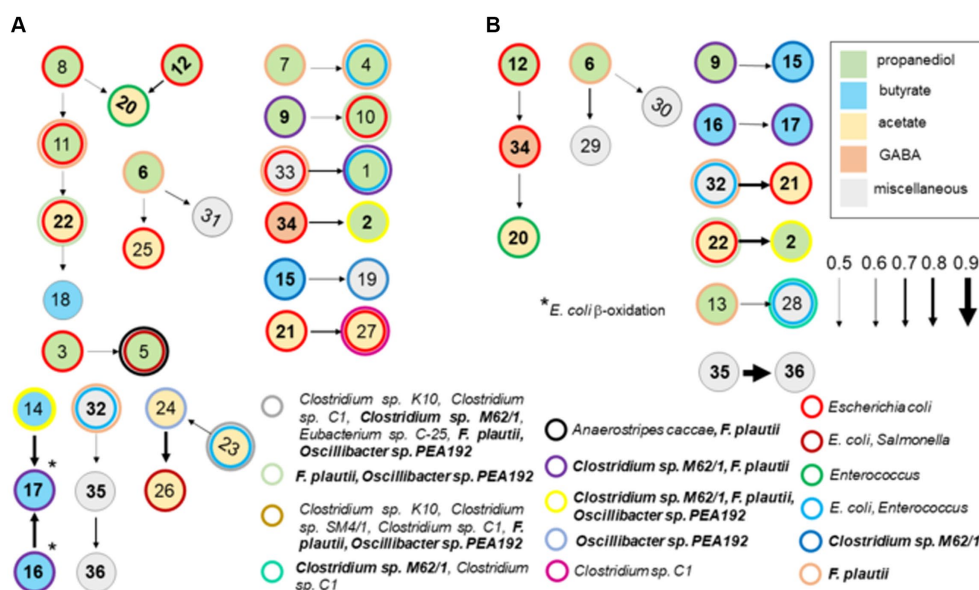 A
B
8
12
20
11
22
18
6
25
31
3
5
14
17
*
16
*
32
35
36
24
23
26
7
4
9
10
33
1
34
2
15
19
21
27
12
34
20
6
29
30
*E. coli β-oxidation
9
15
16
17
32
21
22
2
13
28
35
36
propanediol
butyrate
acetate
GABA
miscellaneous
0.5 0.6 0.7 0.8 0.9
Clostridium sp. K10, Clostridium
sp. C1, Clostridium sp. M62/1,
Eubacterium sp. C-25, F. plautii,
Oscillibacter sp. PEA192
F. plautii, Oscillibacter sp. PEA192
Clostridium sp. K10, Clostridium
sp. SM4/1, Clostridium sp. C1, F.
plautii, Oscillibacter sp. PEA192
Clostridium sp. M62/1, Clostridium
sp. C1
Anaerostripes caccae, F. plautii
Clostridium sp. M62/1, F. plautii
Clostridium sp. M62/1, F. plautii,
Oscillibacter sp. PEA192
Oscillibacter sp. PEA192
Clostridium sp. C1
Escherichia coli
E. coli, Salmonella
Enterococcus
E. coli, Enterococcus
Clostridium sp. M62/1
F. plautii